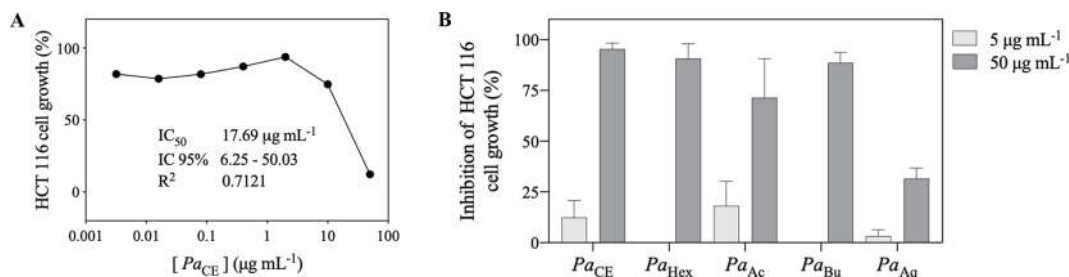 A
HCT 116 cell growth (%)
100
50
0
IC50 17.69 µg mL-1
IC 95% 6.25 - 50.03
R2 0.7121
0.001 0.01 0.1 1 10 100
[ PaCE ] (µg mL-1)
B
Inhibition of HCT 116
cell growth (%)
100
75
50
25
0
PaCE PaHex PaAc PaBu PaAq
5 µg mL-1
50 µg mL-1